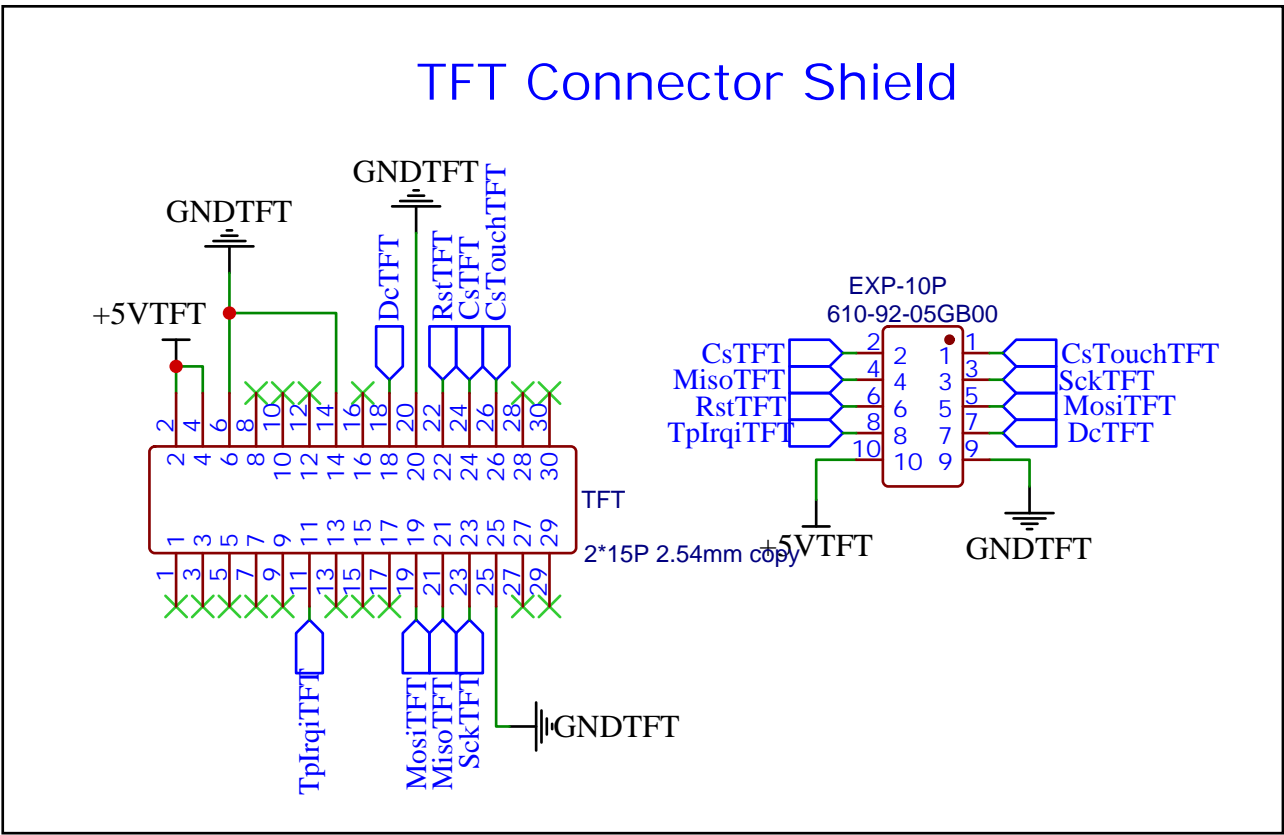 TFT Connector Shield
GNDTFT
GNDTFT
+5VTFT
DcTFT
RstTFT
CsTFT
CsTouchTFT
2 4 6 8 10 12 14 16 18 20 22 24 26 28 30
2 4 6 8 10 12 14 16 18 20 22 24 26 28 30
TFT
1 3 5 7 9 11 13 15 17 19 21 23 25 27 29
2*15P 2.54mm copy
1 3 5 7 9 11 13 15 17 19 21 23 25 27 29
TpIrqiTFT
MosiTFT
MisoTFT
SckTFT
GNDTFT
EXP-10P
610-92-05GB00
CsTFT 2 2 1 1 CsTouchTFT
MisoTFT 4 4 3 3 SckTFT
RstTFT 6 6 5 5 MosiTFT
TpIrqiTFT 8 8 7 7 DcTFT
10 10 9 9
+5VTFT
GNDTFT